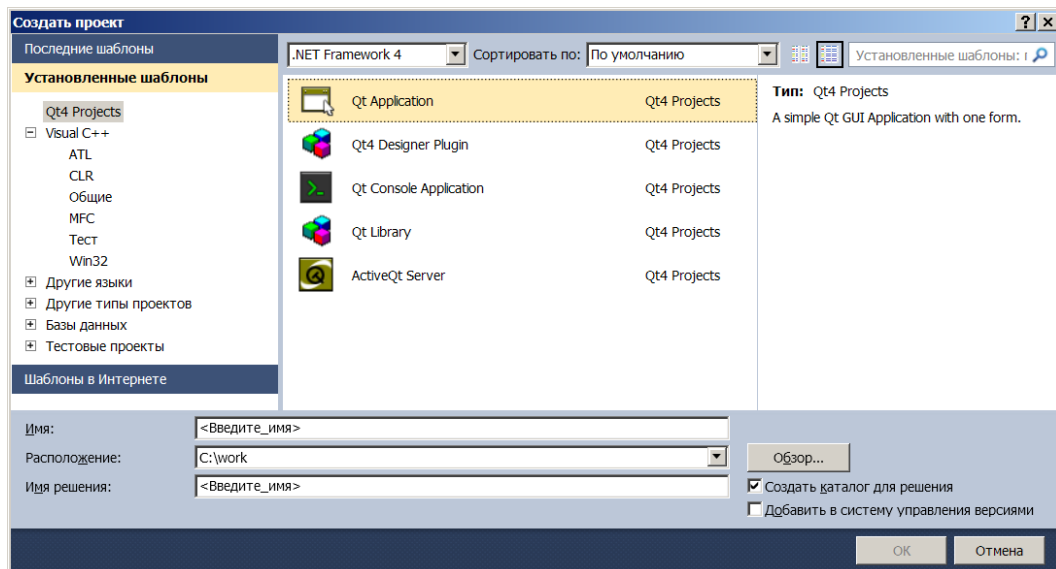 Создать проект
Последние шаблоны
Установленные шаблоны
Qt4 Projects
Visual C++
ATL
CLR
Общие
MFC
Тест
Win32
Другие языки
Другие типы проектов
Базы данных
Тестовые проекты
Шаблоны в Интернете
.NET Framework 4 Сортировать по: По умолчанию Установленные шаблоны:
Qt Application Qt4 Projects
Qt4 Designer Plugin Qt4 Projects
Qt Console Application Qt4 Projects
Qt Library Qt4 Projects
ActiveQt Server Qt4 Projects
Тип: Qt4 Projects
A simple Qt GUI Application with one form.
Имя: <Введите_имя>
Расположение: C:\work Обзор...
Имя решения: <Введите_имя>
Создать каталог для решения
Добавить в систему управления версиями
ОК Отмена